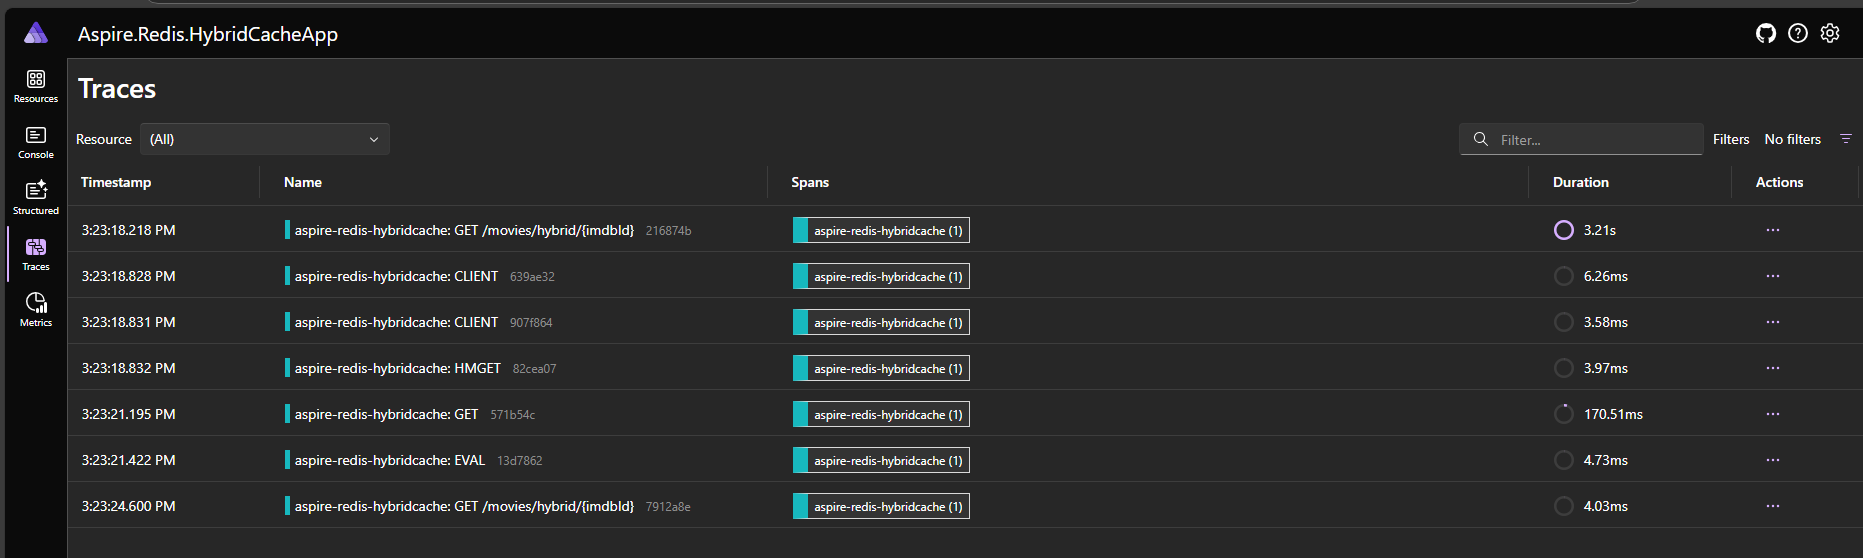 Aspire.Redis.HybridCacheApp
Resources
Console
Structured
Traces
Metrics
Traces
Resource (All) Filter... Filters No filters
Timestamp Name Spans Duration Actions
3:23:18.218 PM aspire-redis-hybridcache: GET /movies/hybrid/{imdbId} 216874b aspire-redis-hybridcache (1) 3.21s ...
3:23:18.828 PM aspire-redis-hybridcache: CLIENT 639ae32 aspire-redis-hybridcache (1) 6.26ms ...
3:23:18.831 PM aspire-redis-hybridcache: CLIENT 907f864 aspire-redis-hybridcache (1) 3.58ms ...
3:23:18.832 PM aspire-redis-hybridcache: HMGET 82cea07 aspire-redis-hybridcache (1) 3.97ms ...
3:23:21.195 PM aspire-redis-hybridcache: GET 571b54c aspire-redis-hybridcache (1) 170.51ms ...
3:23:21.422 PM aspire-redis-hybridcache: EVAL 13d7862 aspire-redis-hybridcache (1) 4.73ms ...
3:23:24.600 PM aspire-redis-hybridcache: GET /movies/hybrid/{imdbId} 7912a8e aspire-redis-hybridcache (1) 4.03ms ...